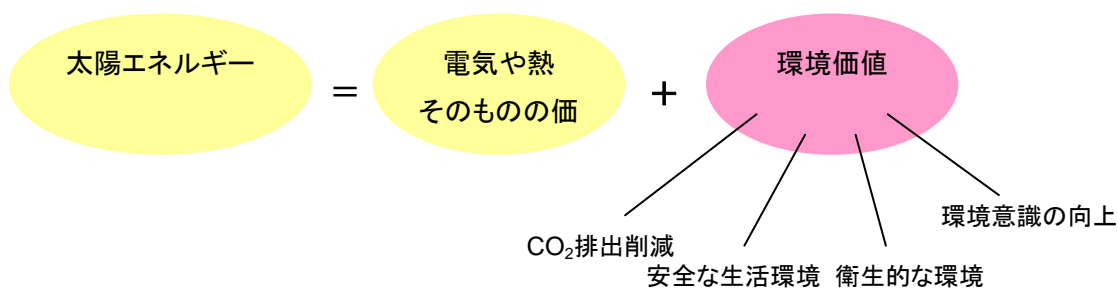 太陽エネルギー
＝
電気や熱
そのものの価
＋
環境価値
環境意識の向上
CO₂排出削減
安全な生活環境 衛生的な環境